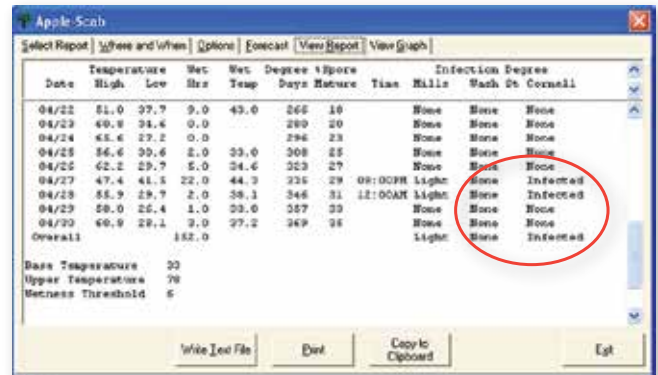 Apple Scab
Select Report Where and When Options Forecast View Report View Graph
Temperature Wet Wet Degree %Spore Infection Degree
Date High Low Hrs Temp Days Mature Time Mills Wash St Cornell
04/22 51.0 37.7 9.0 43.0 266 18 None None None
04/23 60.8 34.6 0.0 280 20 None None None
04/24 65.6 27.2 0.0 296 23 None None None
04/25 56.6 30.6 2.0 33.0 308 25 None None None
04/26 62.2 29.7 5.0 34.6 323 27 None None None
04/27 47.4 41.5 22.0 44.3 335 29 09:00PM Light None Infected
04/28 55.9 29.7 2.0 38.1 346 31 12:00AM Light None Infected
04/29 58.0 26.4 1.0 33.0 357 33 None None None
04/30 60.8 28.1 3.0 37.2 369 35 None None None
Overall 152.0 Light None Infected
Base Temperature 33
Upper Temperature 78
Wetness Threshold 6
Write Text File Print Copy to Clipboard Exit